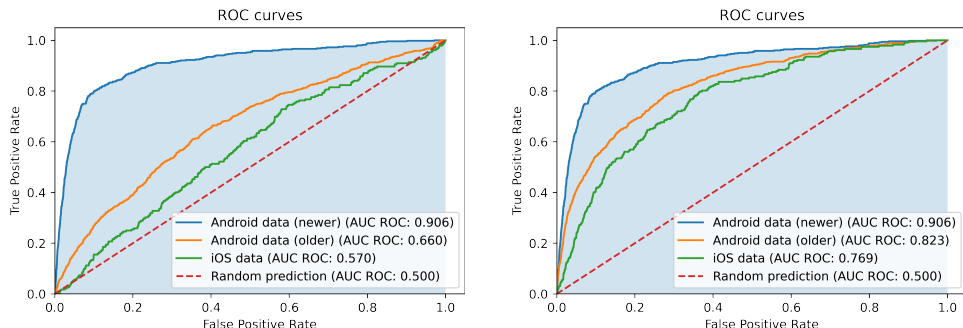 ROC curves
True Positive Rate
1.0
0.8
0.6
0.4
0.2
0.0
Android data (newer) (AUC ROC: 0.906)
Android data (older) (AUC ROC: 0.660)
iOS data (AUC ROC: 0.570)
Random prediction (AUC ROC: 0.500)
0.0 0.2 0.4 0.6 0.8 1.0
False Positive Rate
ROC curves
True Positive Rate
1.0
0.8
0.6
0.4
0.2
0.0
Android data (newer) (AUC ROC: 0.906)
Android data (older) (AUC ROC: 0.823)
iOS data (AUC ROC: 0.769)
Random prediction (AUC ROC: 0.500)
0.0 0.2 0.4 0.6 0.8 1.0
False Positive Rate